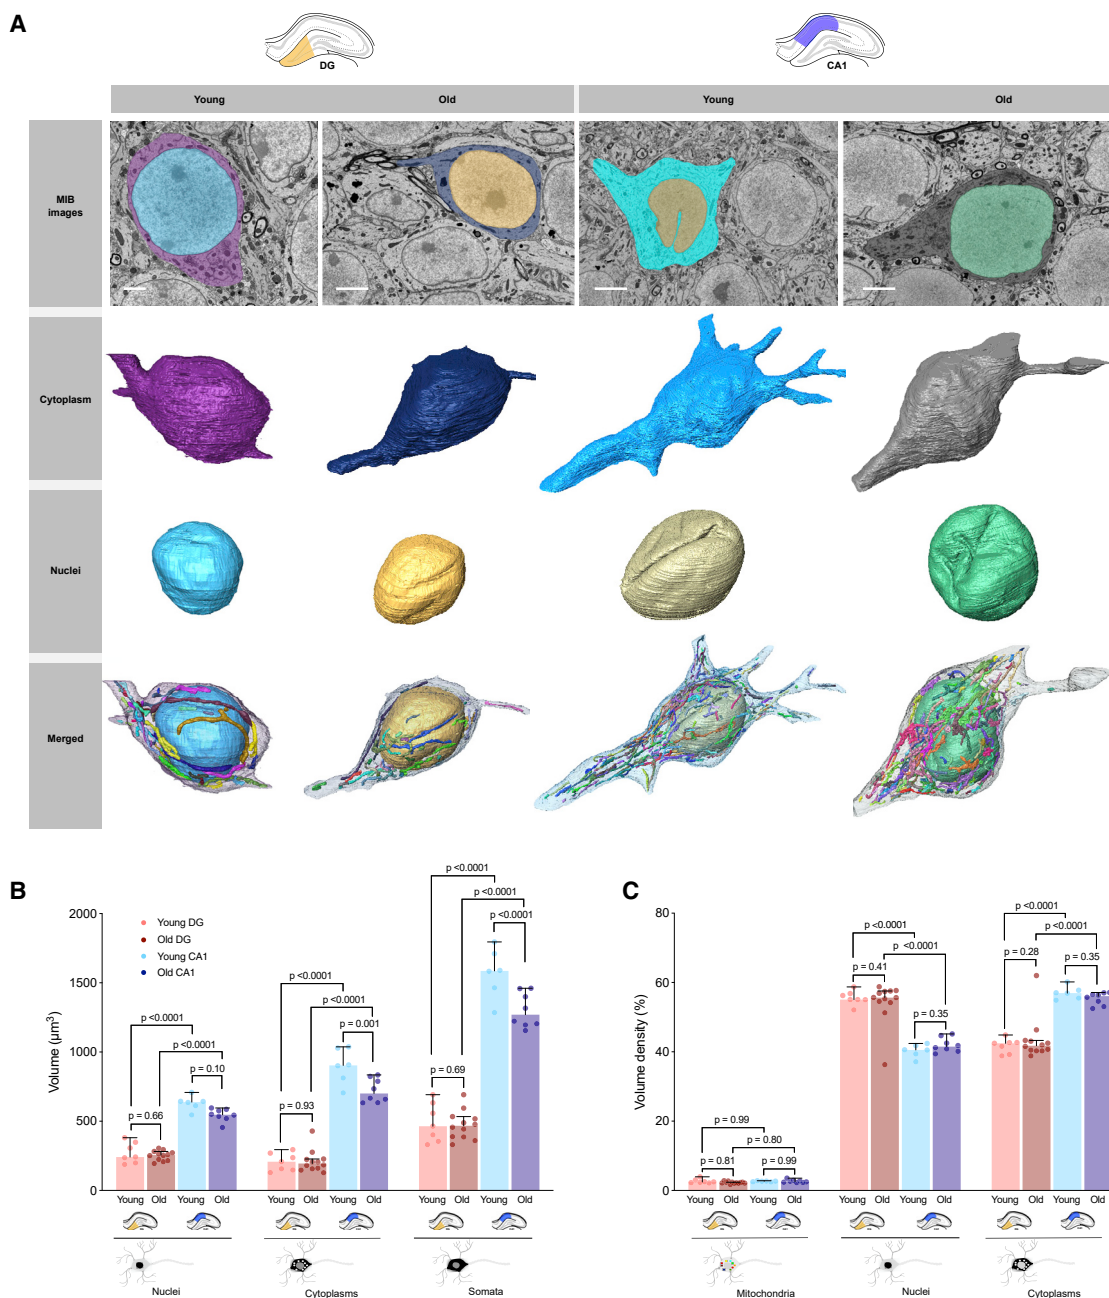 A
DG
CA1
Young
Old
Young
Old
MIB
images
Cytoplasm
Nuclei
Merged
B
2000
1500
1000
500
0
Volume (µm³)
Young DG
Old DG
Young CA1
Old CA1
p <0.0001
p <0.0001
p = 0.10
p = 0.66
p <0.0001
p <0.0001
p = 0.001
p = 0.93
p <0.0001
p <0.0001
p <0.0001
p = 0.69
Young Old Young Old
Young Old Young Old
Young Old Young Old
Nuclei
Cytoplasms
Somata
C
80
60
40
20
0
Volume density (%)
p = 0.99
p = 0.80
p = 0.81
p = 0.99
p <0.0001
p <0.0001
p = 0.41
p = 0.35
p <0.0001
p <0.0001
p = 0.28
p = 0.35
Young Old Young Old
Young Old Young Old
Young Old Young Old
Mitochondria
Nuclei
Cytoplasms